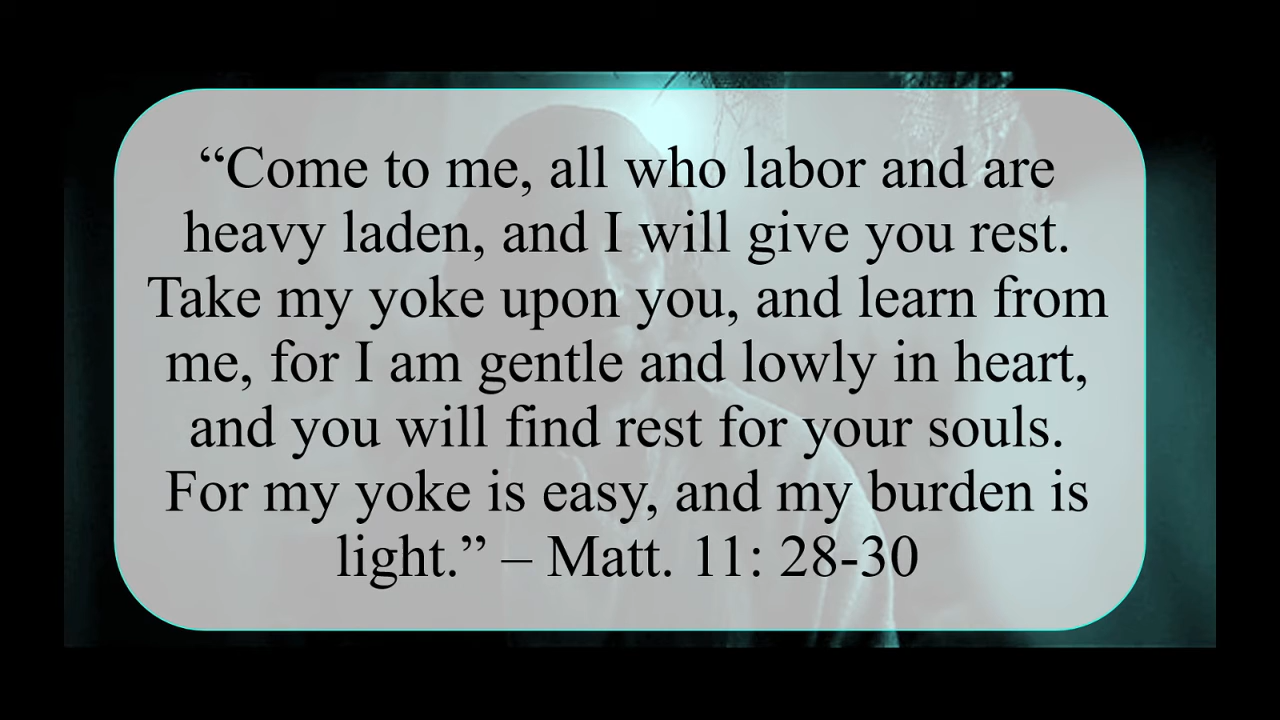 “Come to me, all who labor and are
heavy laden, and I will give you rest.
Take my yoke upon you, and learn from
me, for I am gentle and lowly in heart,
and you will find rest for your souls.
For my yoke is easy, and my burden is
light.” – Matt. 11: 28-30